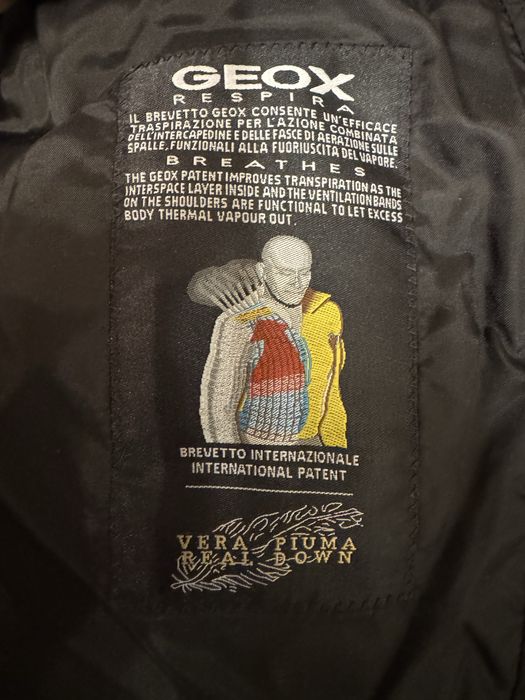 GEOX
RESPIRA
IL BREVETTO GEOX CONSENTE UN'EFFICACE
TRASPIRAZIONE PER L'AZIONE COMBINATA
DELL'INTERCAPEDINE E DELLE FASCE DI AERAZIONE SULLE
SPALLE, FUNZIONALI ALLA FUORIUSCITA DEL VAPORE.
BREATHES
THE GEOX PATENT IMPROVES TRANSPIRATION AS THE
INTERSPACE LAYER INSIDE AND THE VENTILATION BANDS
ON THE SHOULDERS ARE FUNCTIONAL TO LET EXCESS
BODY THERMAL VAPOUR OUT.
BREVETTO INTERNAZIONALE
INTERNATIONAL PATENT
VERA PIUMA
REAL DOWN